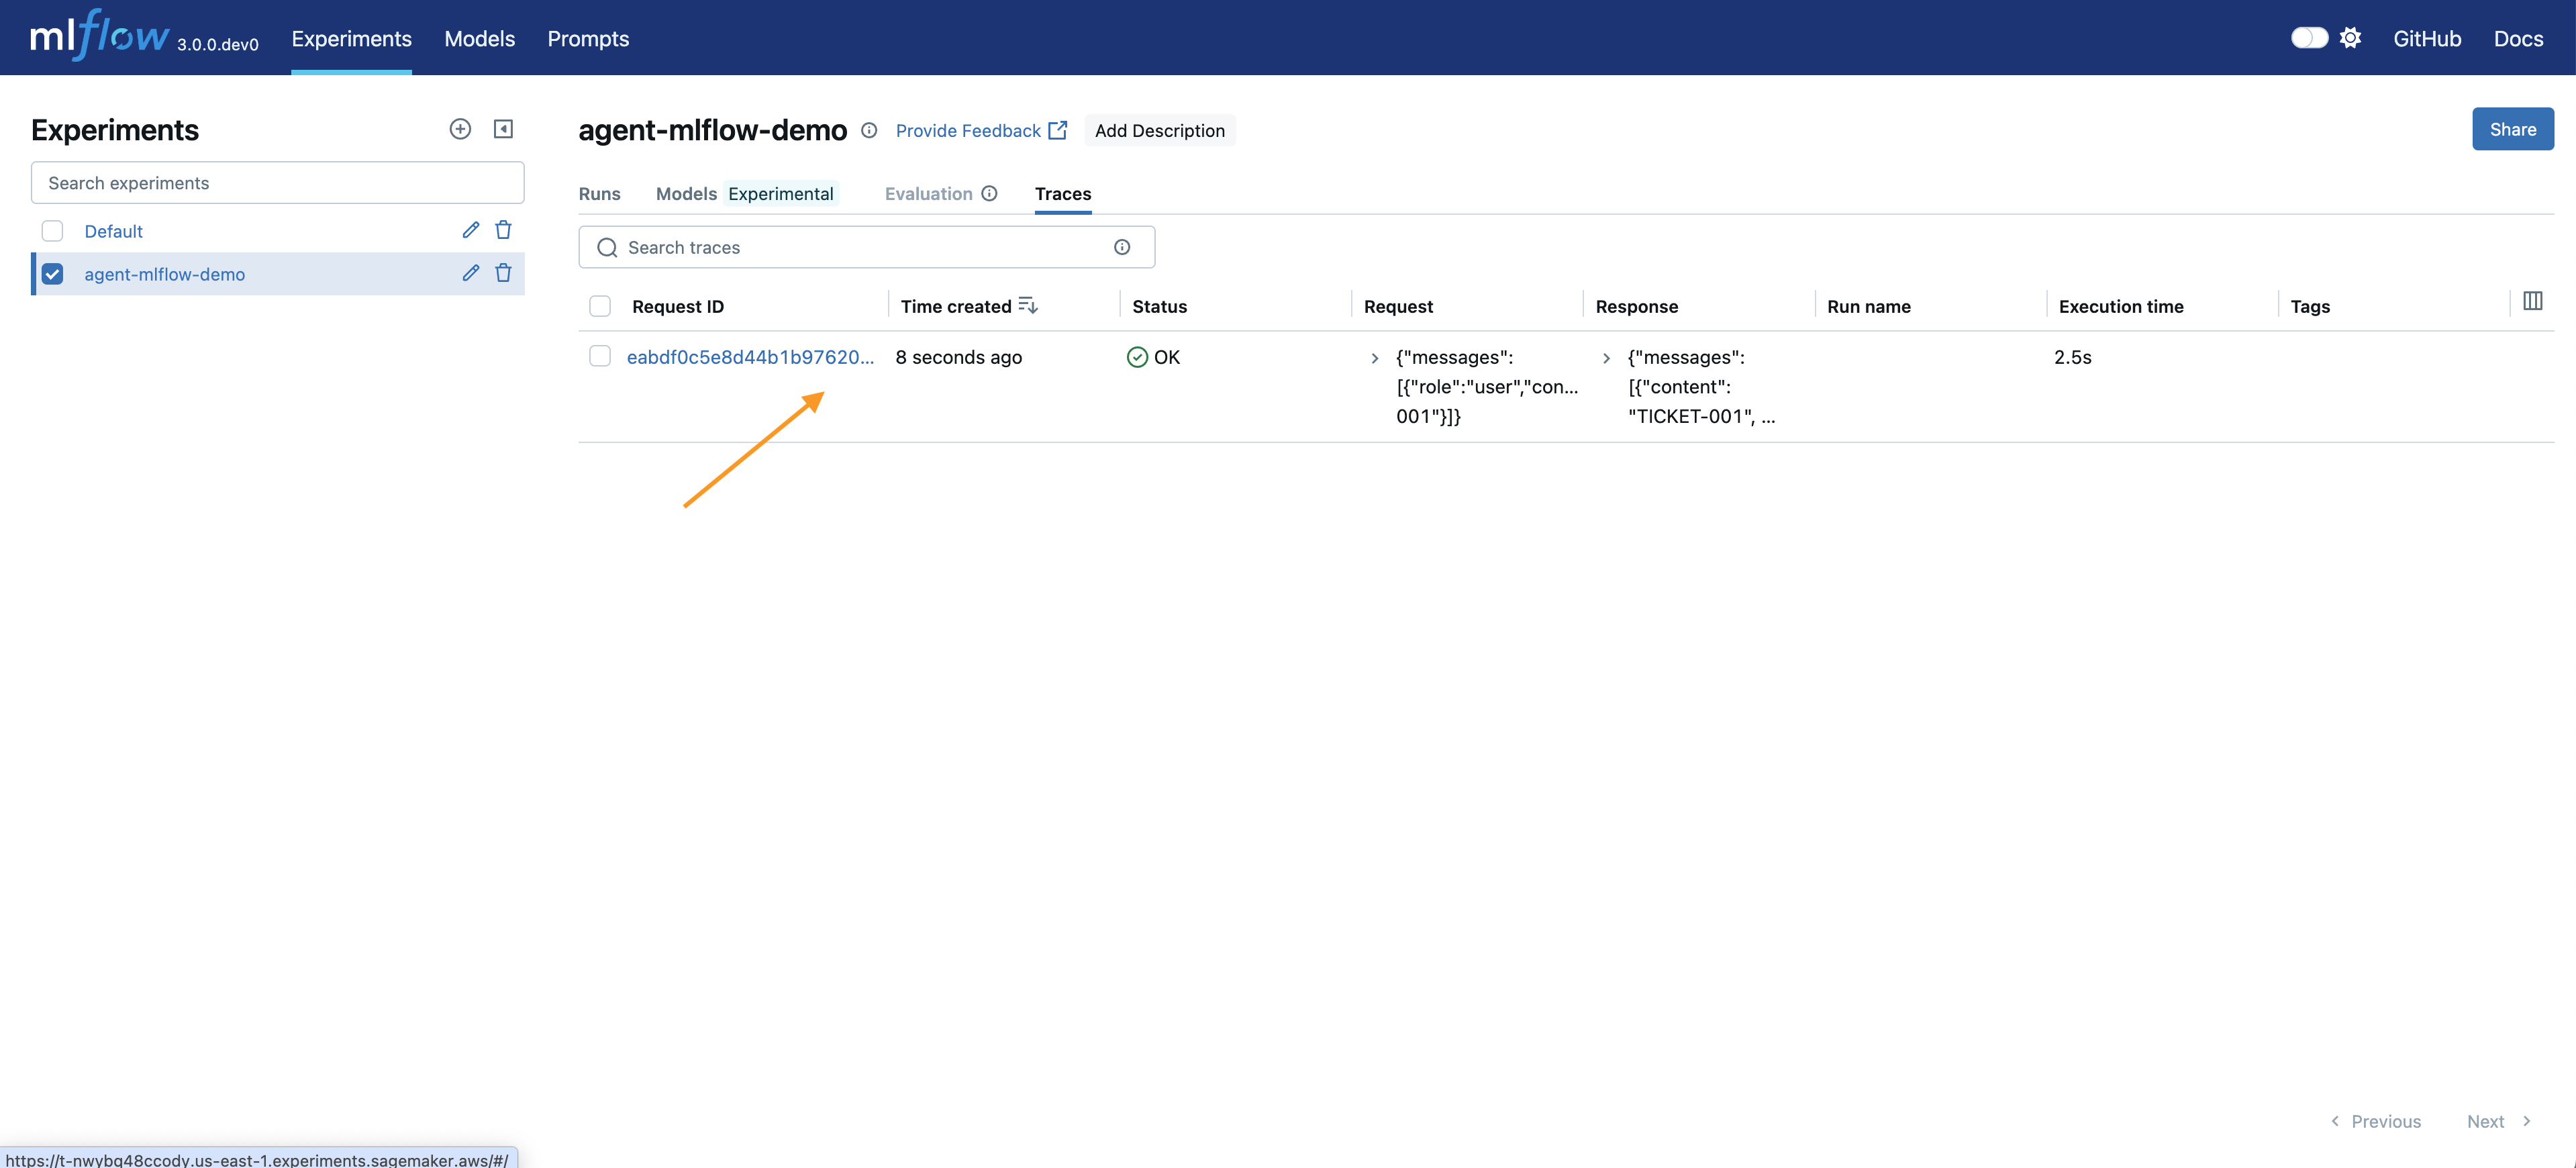 mlflow 3.0.0.dev0 Experiments Models Prompts GitHub Docs
Experiments
Search experiments
Default
agent-mlflow-demo
agent-mlflow-demo Provide Feedback Add Description Share
Runs Models Experimental Evaluation Traces
Search traces
Request ID Time created Status Request Response Run name Execution time Tags
eabdf0c5e8d44b1b97620... 8 seconds ago OK {"messages": {"messages": 2.5s
[{"role":"user","con... [{"content":
001"}]} "TICKET-001", ...
Previous Next
https://t-nwybq48ccody.us-east-1.experiments.sagemaker.aws/#/